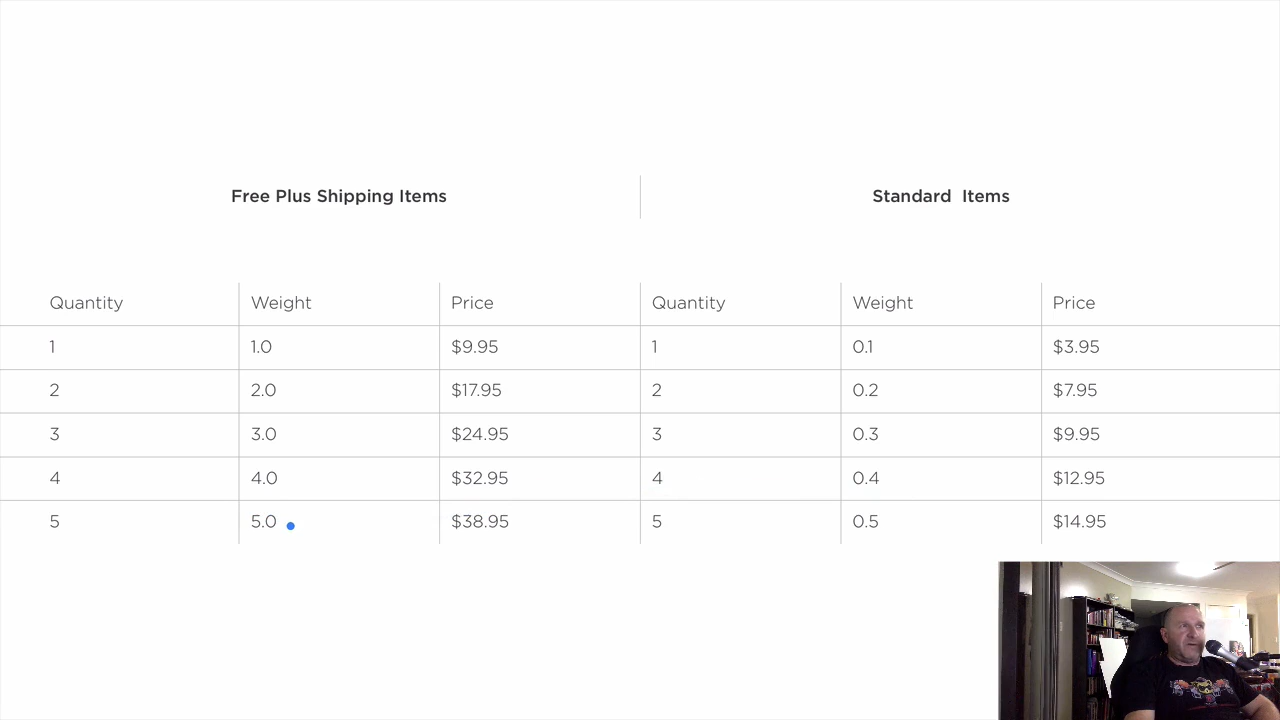 Free Plus Shipping Items Standard  Items
Quantity Weight Price Quantity Weight Price
1 1.0 $9.95 1 0.1 $3.95
2 2.0 $17.95 2 0.2 $7.95
3 3.0 $24.95 3 0.3 $9.95
4 4.0 $32.95 4 0.4 $12.95
5 5.0 $38.95 5 0.5 $14.95